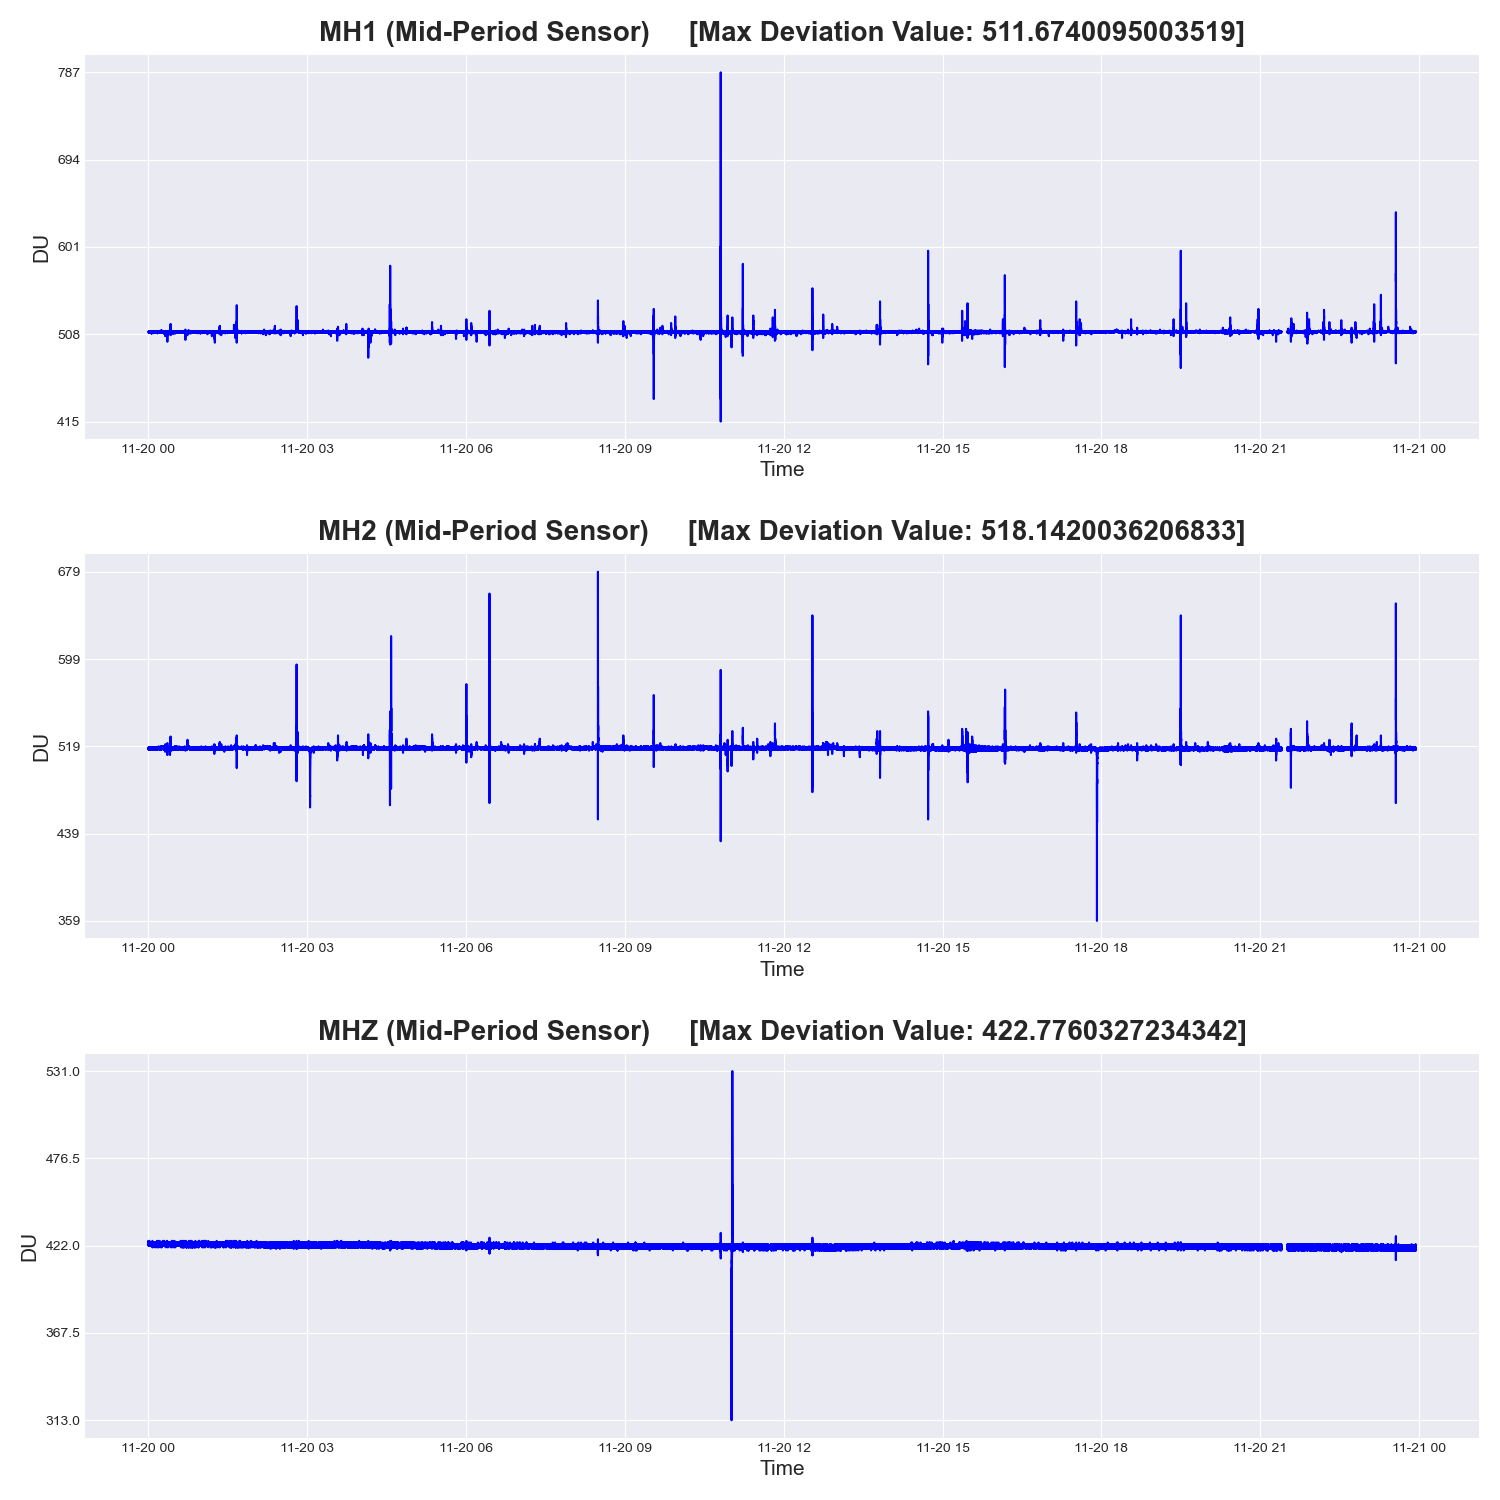 MH1 (Mid-Period Sensor) [Max Deviation Value: 511.6740095003519]
787
694
601
508
415
DU
11-20 00 11-20 03 11-20 06 11-20 09 11-20 12 11-20 15 11-20 18 11-20 21 11-21 00
Time
MH2 (Mid-Period Sensor) [Max Deviation Value: 518.1420036206833]
679
599
519
439
359
DU
11-20 00 11-20 03 11-20 06 11-20 09 11-20 12 11-20 15 11-20 18 11-20 21 11-21 00
Time
MHZ (Mid-Period Sensor) [Max Deviation Value: 422.7760327234342]
531.0
476.5
422.0
367.5
313.0
DU
11-20 00 11-20 03 11-20 06 11-20 09 11-20 12 11-20 15 11-20 18 11-20 21 11-21 00
Time